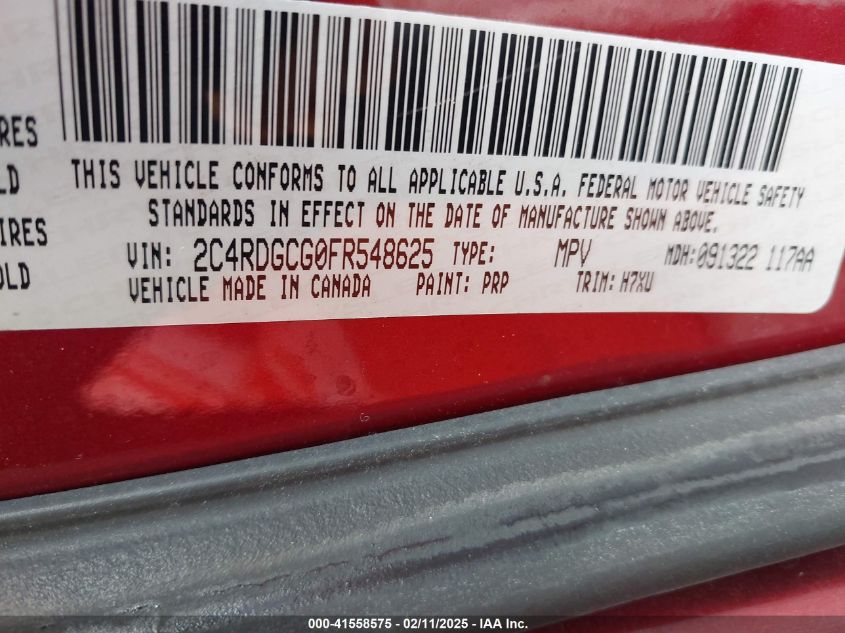 IRES
OLD
IRES
OLD
THIS VEHICLE CONFORMS TO ALL APPLICABLE U.S.A. FEDERAL MOTOR VEHICLE SAFETY
STANDARDS IN EFFECT ON THE DATE OF MANUFACTURE SHOWN ABOVE.
VIN: 2C4RDGCG0FR548625 TYPE: MPV MDH:091322 117AA
VEHICLE MADE IN CANADA PAINT: PRP TRIM: H7XU
000-41558575 - 02/11/2025 - IAA Inc.